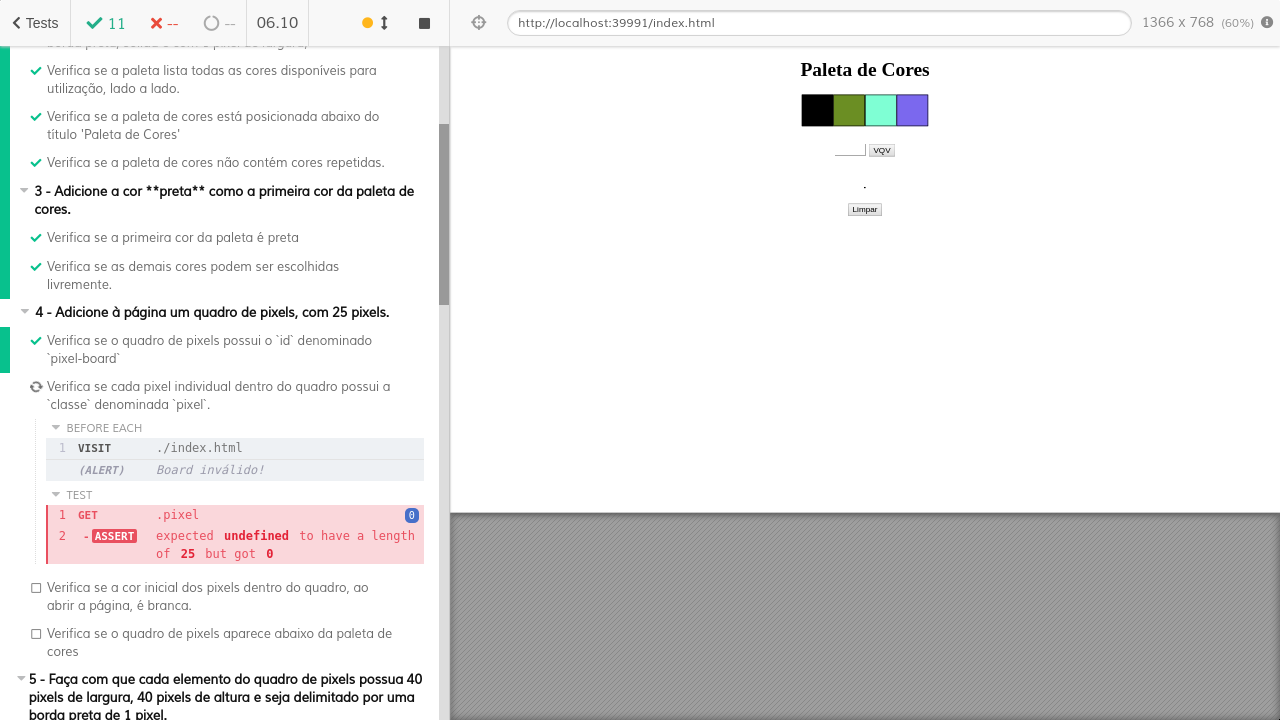 Tests
11
--
--
06.10
http://localhost:39991/index.html
1366 x 768 (60%)
Verifica se a paleta lista todas as cores disponíveis para
utilização, lado a lado.
Verifica se a paleta de cores está posicionada abaixo do
título 'Paleta de Cores'
Verifica se a paleta de cores não contém cores repetidas.
3 - Adicione a cor **preta** como a primeira cor da paleta de
cores.
Verifica se a primeira cor da paleta é preta
Verifica se as demais cores podem ser escolhidas
livremente.
4 - Adicione à página um quadro de pixels, com 25 pixels.
Verifica se o quadro de pixels possui o `id` denominado
`pixel-board`
Verifica se cada pixel individual dentro do quadro possui a
`classe` denominada `pixel`.
BEFORE EACH
1 VISIT ./index.html
(ALERT) Board inválido!
TEST
1 GET .pixel 0
2 -ASSERT expected undefined to have a length
of 25 but got 0
Verifica se a cor inicial dos pixels dentro do quadro, ao
abrir a página, é branca.
Verifica se o quadro de pixels aparece abaixo da paleta de
cores
5 - Faça com que cada elemento do quadro de pixels possua 40
pixels de largura, 40 pixels de altura e seja delimitado por uma
borda preta de 1 pixel.
Paleta de Cores
VQV
Limpar